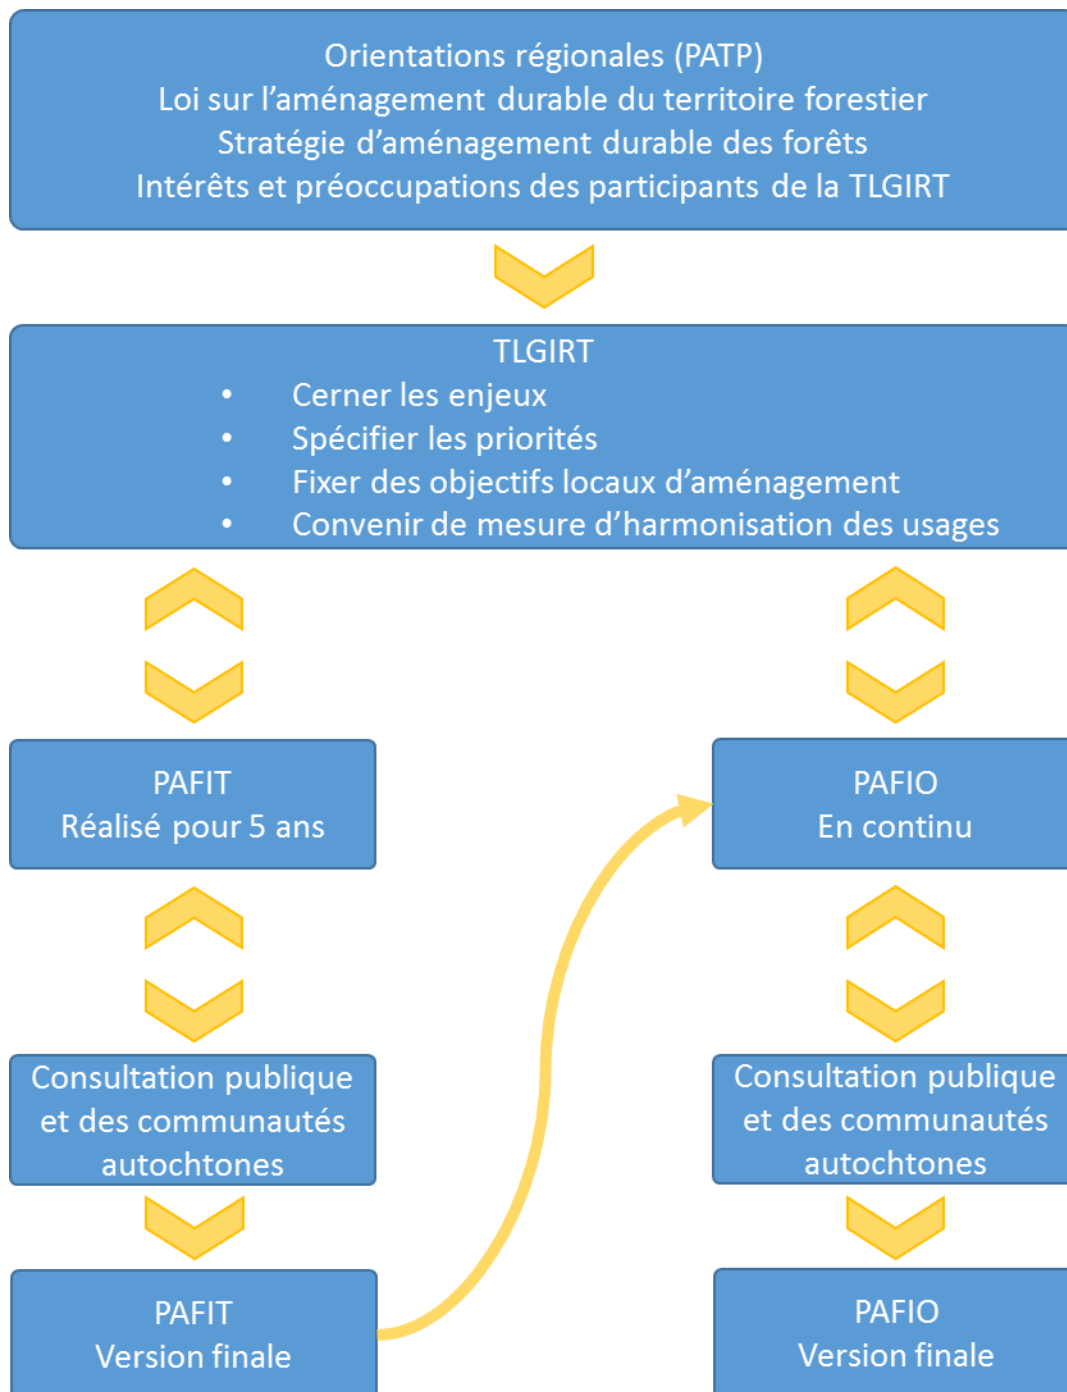 Orientations régionales (PATP)
Loi sur l’aménagement durable du territoire forestier
Stratégie d’aménagement durable des forêts
Intérêts et préoccupations des participants de la TLGIRT
TLGIRT
• Cerner les enjeux
• Spécifier les priorités
• Fixer des objectifs locaux d’aménagement
• Convenir de mesure d’harmonisation des usages
PAFIT
Réalisé pour 5 ans
PAFIO
En continu
Consultation publique
et des communautés
autochtones
Consultation publique
et des communautés
autochtones
PAFIT
Version finale
PAFIO
Version finale